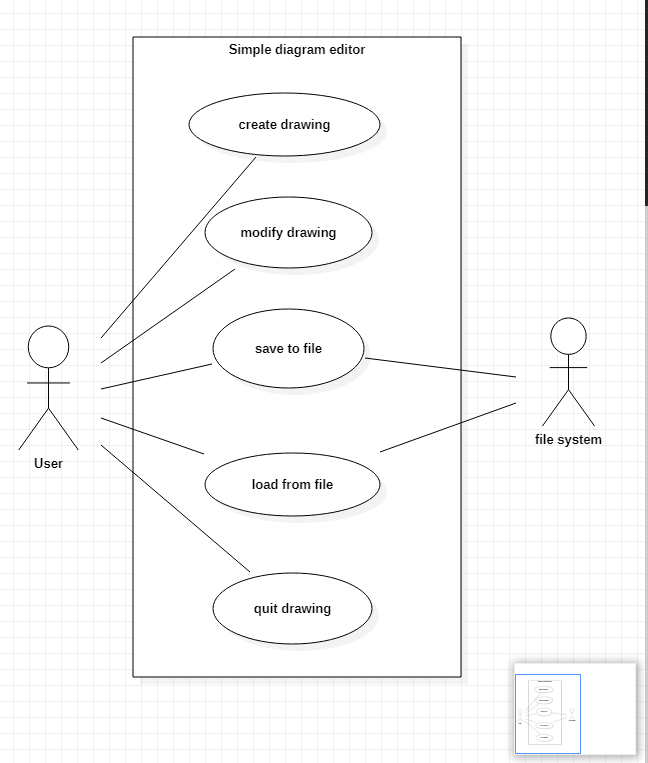 Simple diagram editor
create drawing
modify drawing
save to file
load from file
quit drawing
User
file system